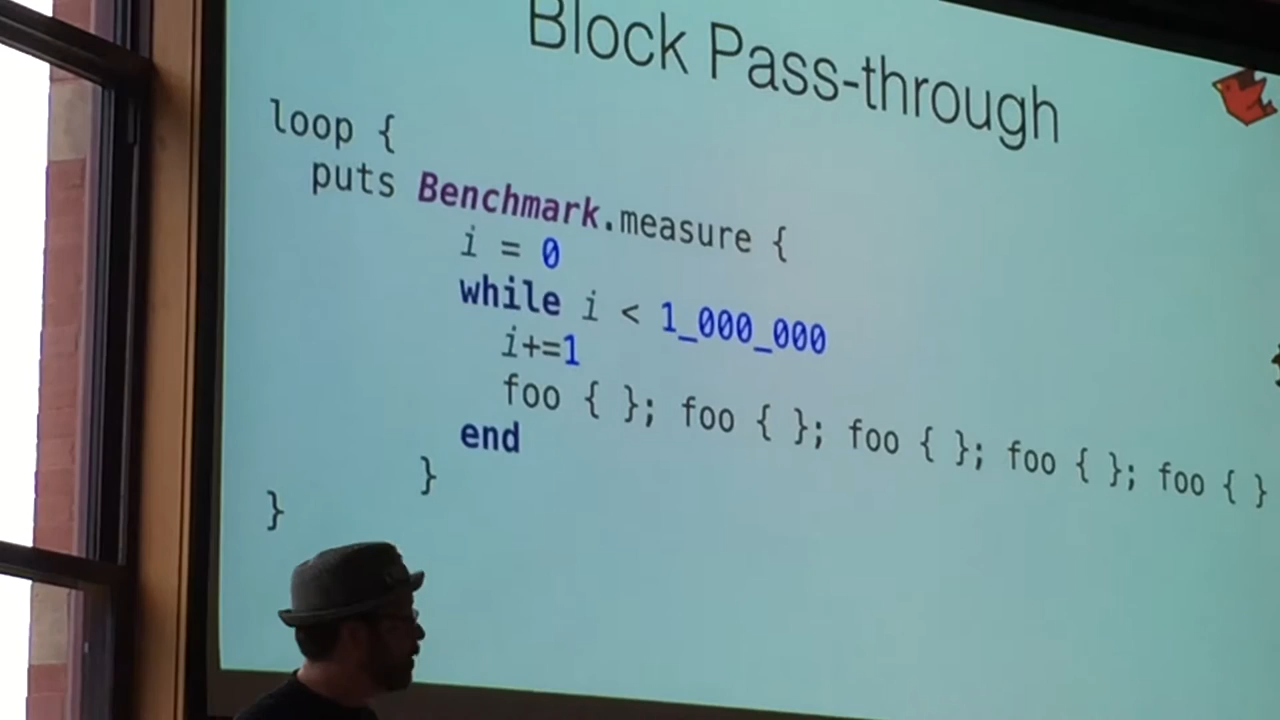 Block Pass-through
loop {
puts Benchmark.measure {
i = 0
while i < 1_000_000
i+=1
foo { }; foo { }; foo { }; foo { }; foo { }
end
}
}